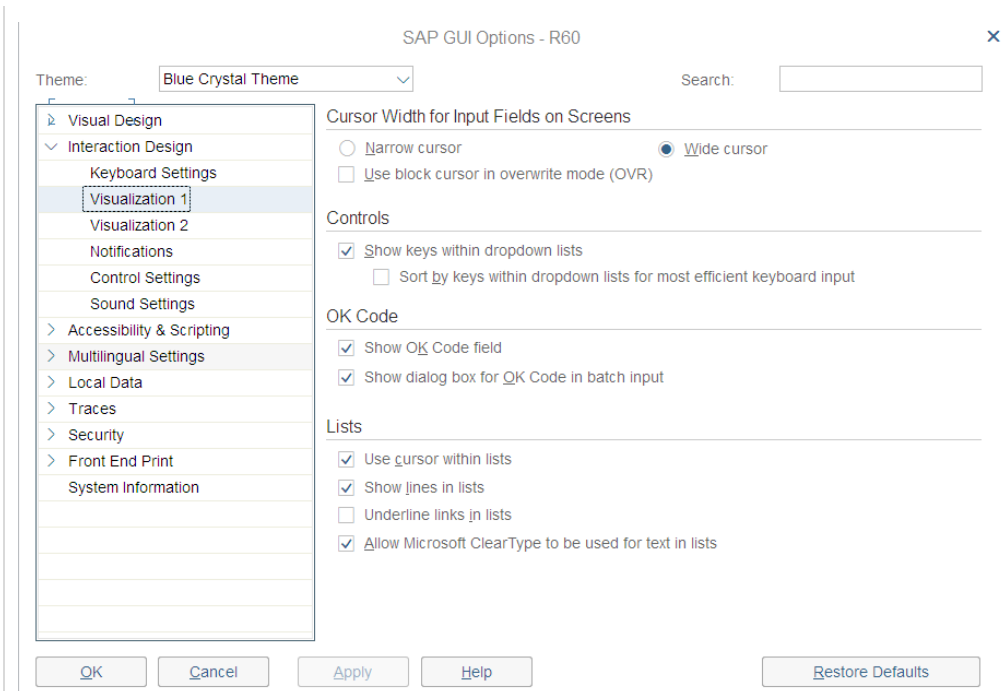 SAP GUI Options - R60
Theme: Blue Crystal Theme Search:
Visual Design
Interaction Design
Keyboard Settings
Visualization 1
Visualization 2
Notifications
Control Settings
Sound Settings
Accessibility & Scripting
Multilingual Settings
Local Data
Traces
Security
Front End Print
System Information
Cursor Width for Input Fields on Screens
Narrow cursor Wide cursor
Use block cursor in overwrite mode (OVR)
Controls
Show keys within dropdown lists
Sort by keys within dropdown lists for most efficient keyboard input
OK Code
Show OK Code field
Show dialog box for OK Code in batch input
Lists
Use cursor within lists
Show lines in lists
Underline links in lists
Allow Microsoft ClearType to be used for text in lists
OK Cancel Apply Help Restore Defaults